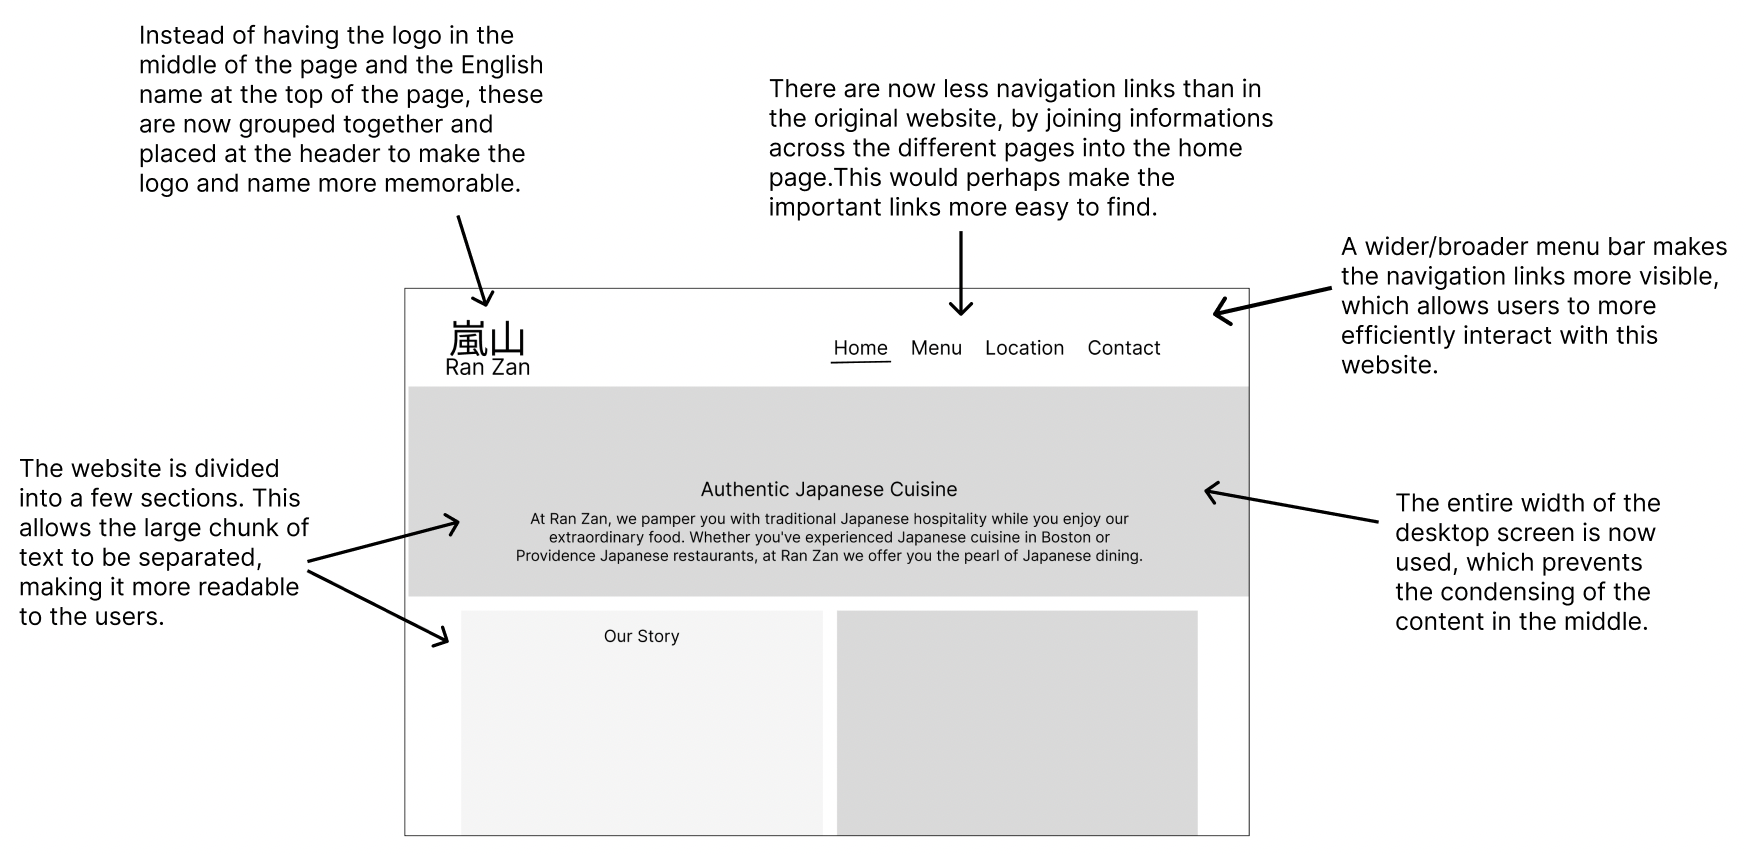 Instead of having the logo in the
middle of the page and the English
name at the top of the page, these
are now grouped together and
placed at the header to make the
logo and name more memorable.
There are now less navigation links than in
the original website, by joining informations
across the different pages into the home
page.This would perhaps make the
important links more easy to find.
A wider/broader menu bar makes
the navigation links more visible,
which allows users to more
efficiently interact with this
website.
嵐山
Ran Zan
Home Menu Location Contact
The website is divided
into a few sections. This
allows the large chunk of
text to be separated,
making it more readable
to the users.
Authentic Japanese Cuisine
At Ran Zan, we pamper you with traditional Japanese hospitality while you enjoy our
extraordinary food. Whether you've experienced Japanese cuisine in Boston or
Providence Japanese restaurants, at Ran Zan we offer you the pearl of Japanese dining.
The entire width of the
desktop screen is now
used, which prevents
the condensing of the
content in the middle.
Our Story